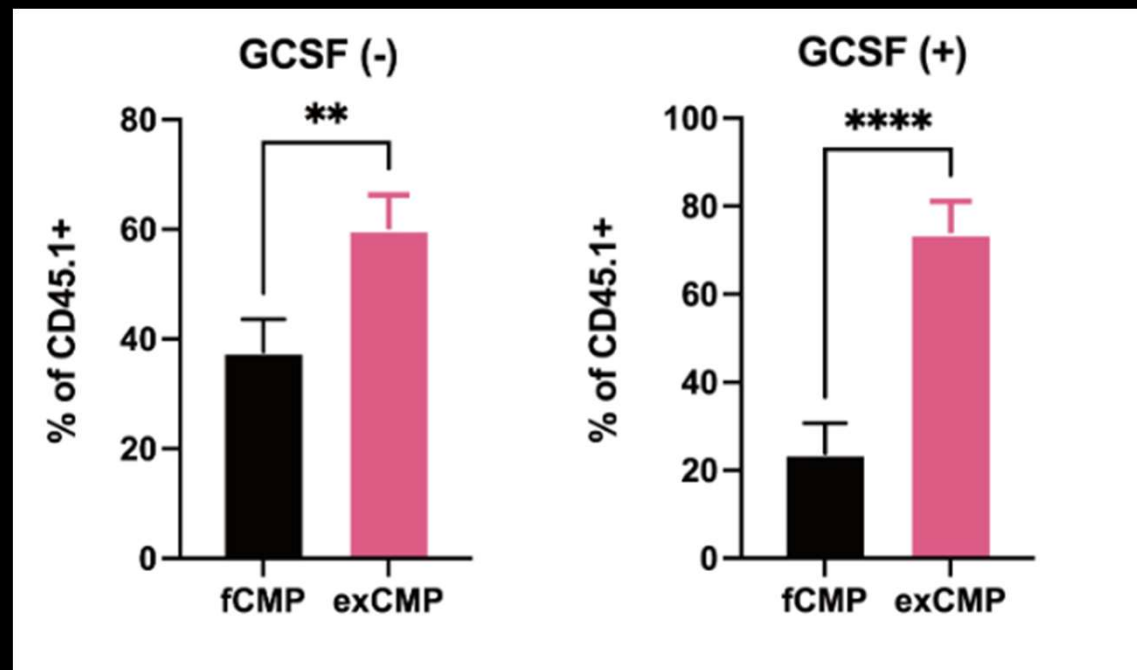 GCSF (-)
**
% of CD45.1+
80
60
40
20
0
fCMP exCMP
GCSF (+)
****
% of CD45.1+
100
80
60
40
20
0
fCMP exCMP